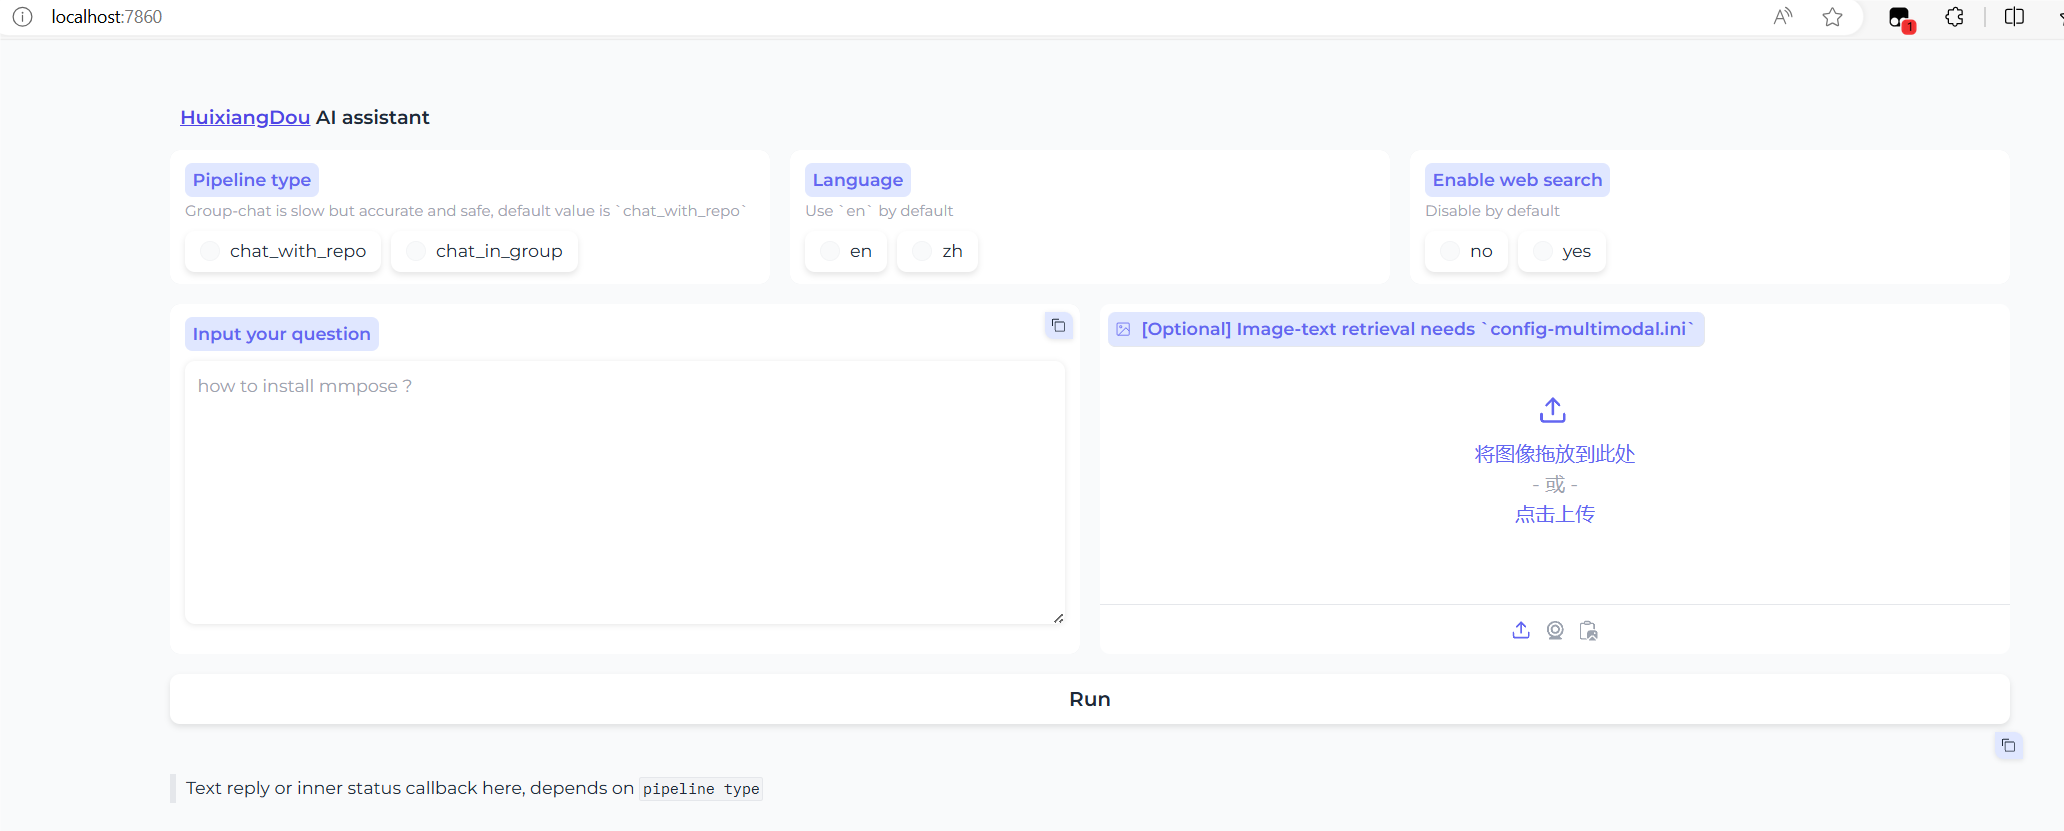 localhost:7860
1
HuixiangDou AI assistant
Pipeline type
Group-chat is slow but accurate and safe, default value is `chat_with_repo`
chat_with_repo
chat_in_group
Language
Use `en` by default
en
zh
Enable web search
Disable by default
no
yes
Input your question
how to install mmpose ?
[Optional] Image-text retrieval needs `config-multimodal.ini`
将图像拖放到此处
- 或 -
点击上传
Run
Text reply or inner status callback here, depends on pipeline type